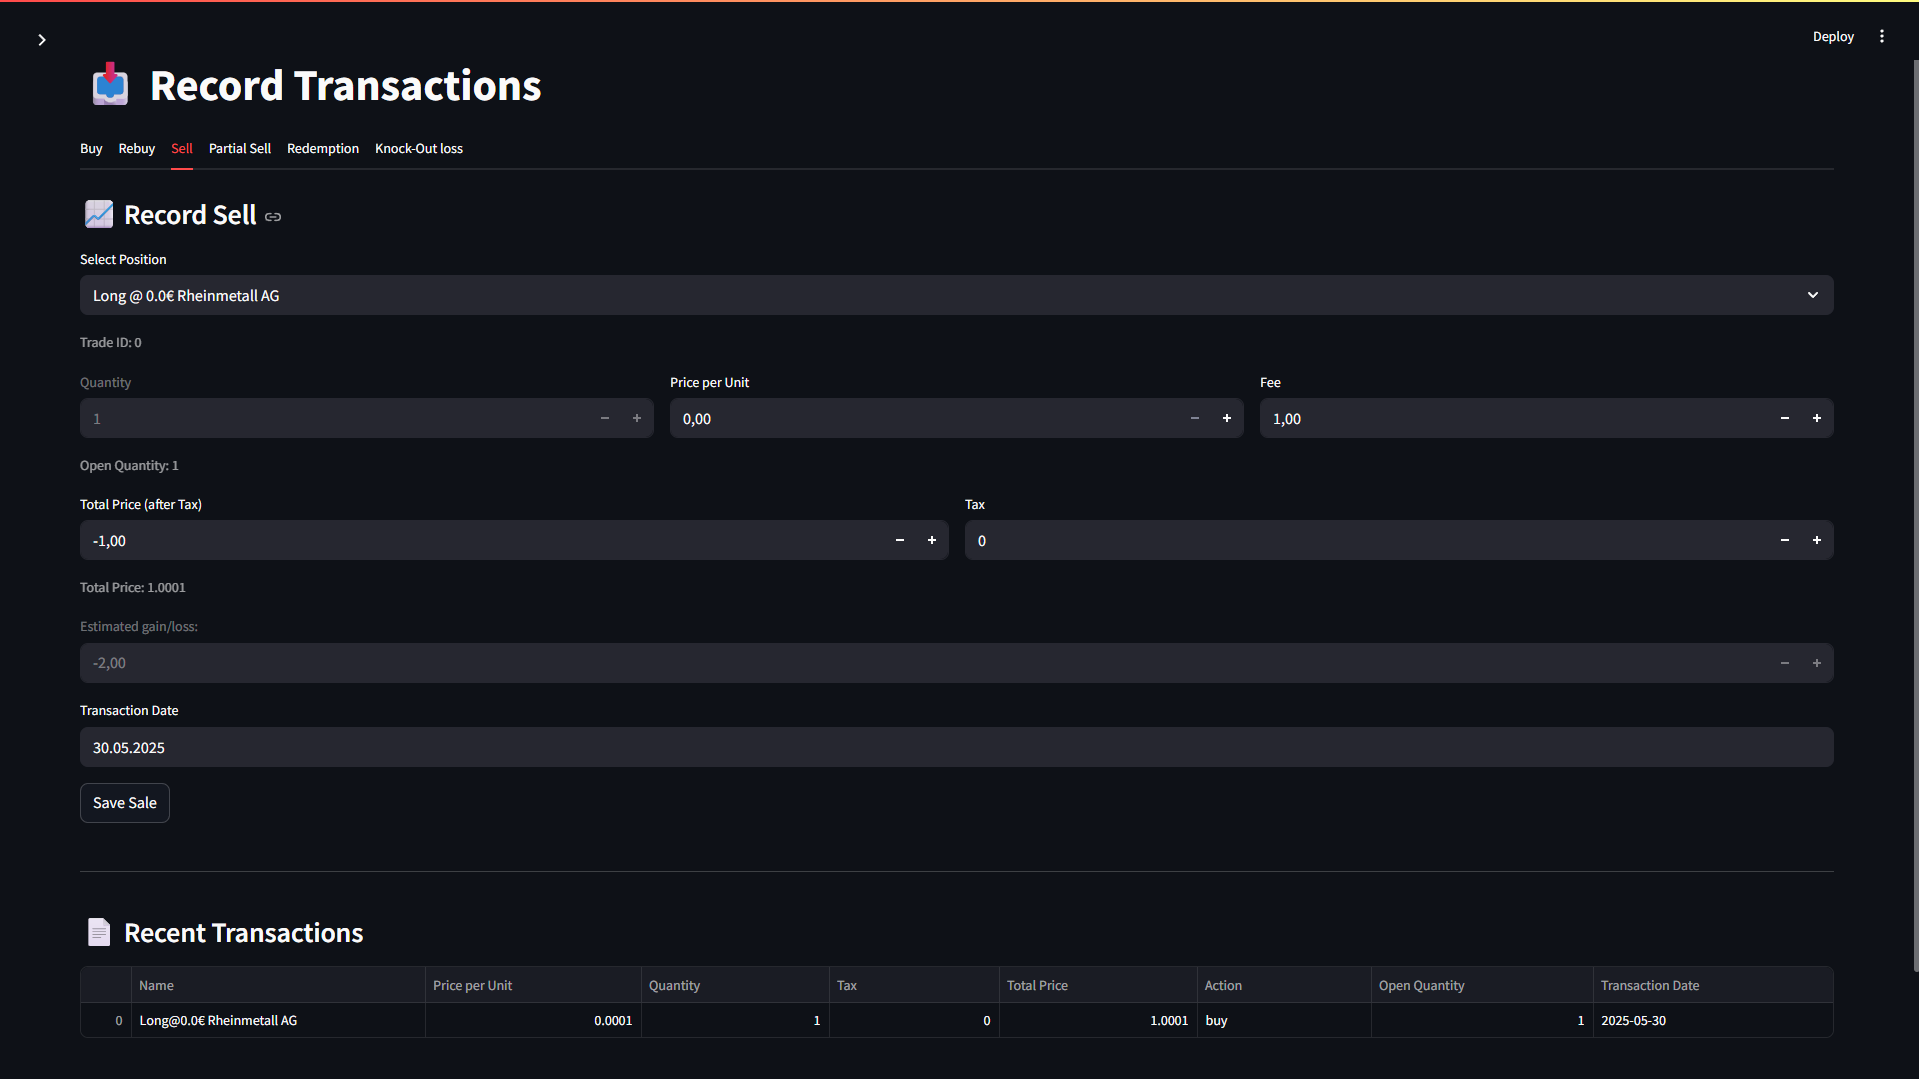 Deploy
Record Transactions
Buy Rebuy Sell Partial Sell Redemption Knock-Out loss
Record Sell
Select Position
Long @ 0.0€ Rheinmetall AG
Trade ID: 0
Quantity Price per Unit Fee
1 0,00 1,00
Open Quantity: 1
Total Price (after Tax) Tax
-1,00 0
Total Price: 1.0001
Estimated gain/loss:
-2,00
Transaction Date
30.05.2025
Save Sale
Recent Transactions
Name Price per Unit Quantity Tax Total Price Action Open Quantity Transaction Date
0 Long@0.0€ Rheinmetall AG 0.0001 1 0 1.0001 buy 1 2025-05-30